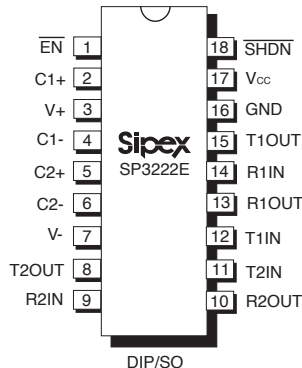 EN 1 18 SHDN
C1+ 2 17 Vcc
V+ 3 16 GND
C1- 4 15 T1OUT
Sipex
C2+ 5 SP3222E 14 R1IN
C2- 6 13 R1OUT
V- 7 12 T1IN
T2OUT 8 11 T2IN
R2IN 9 10 R2OUT
DIP/SO